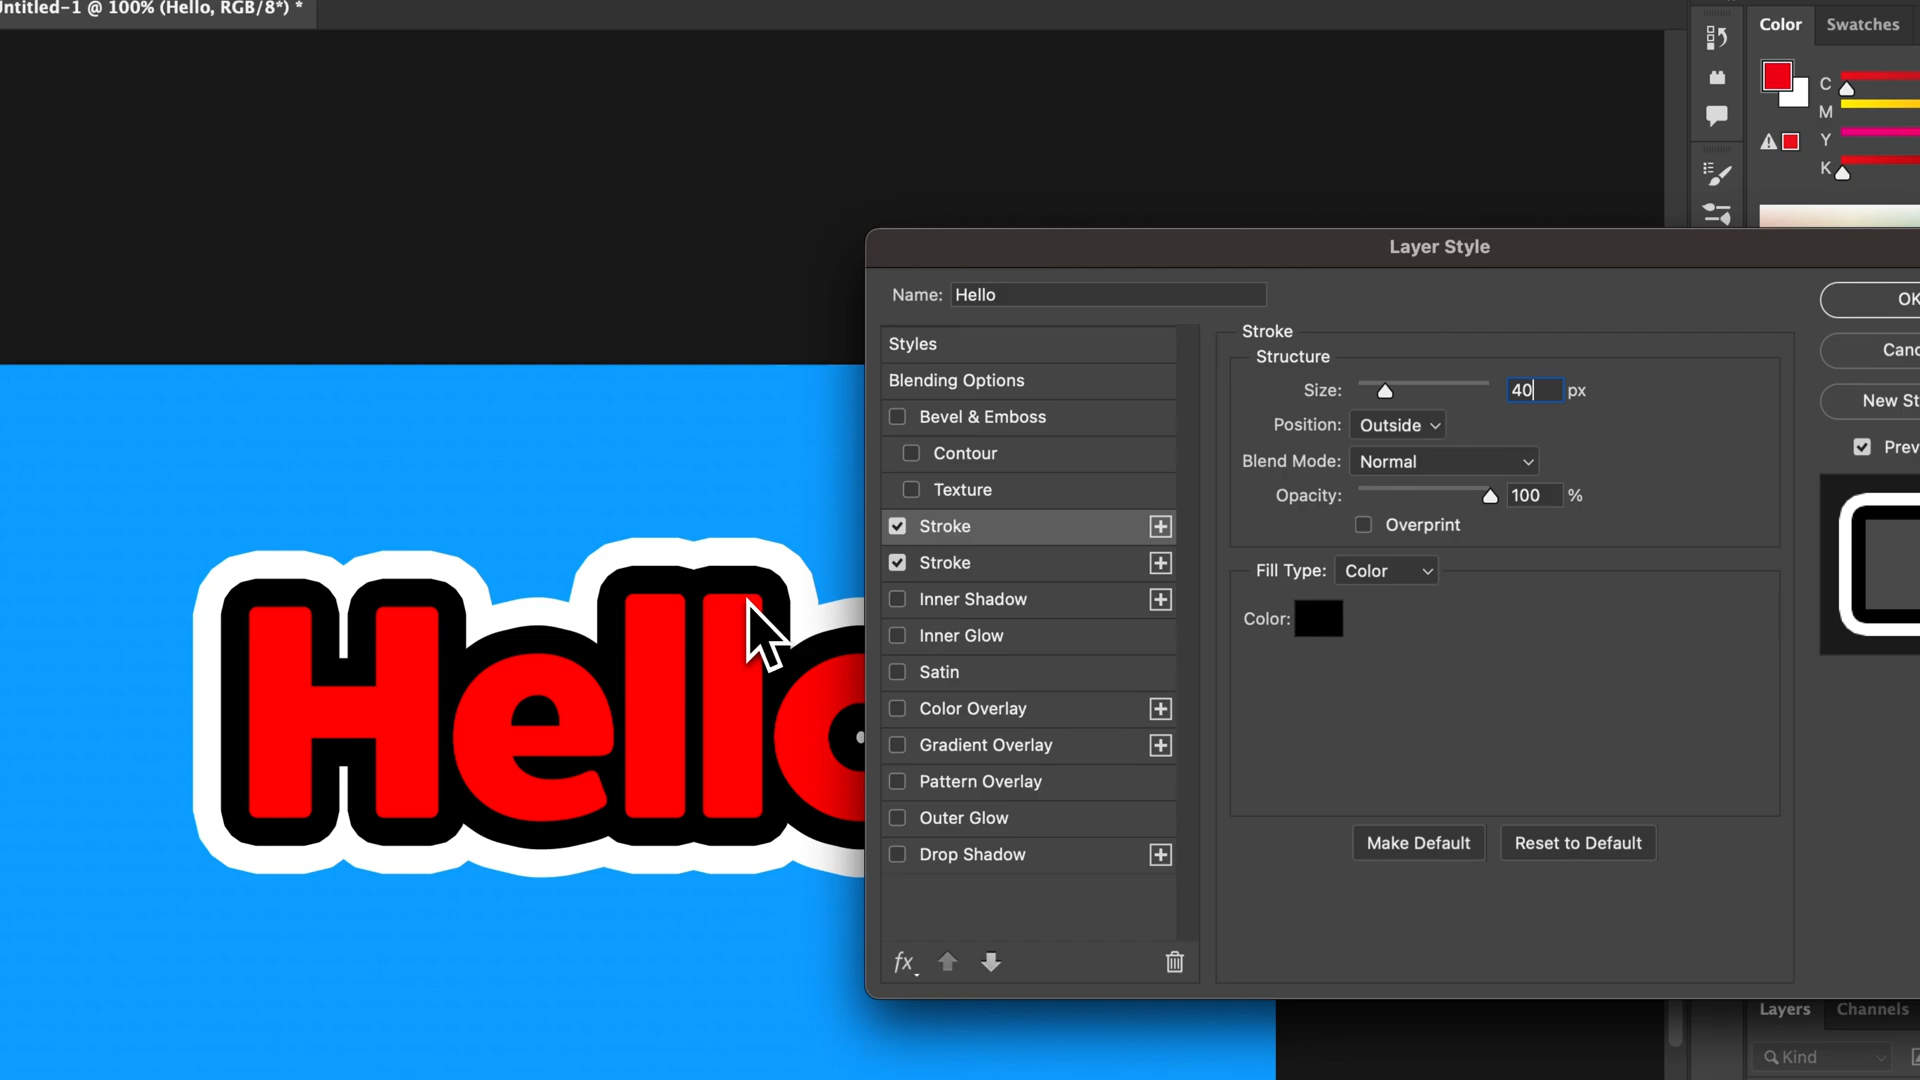 Untitled-1 @ 100% (Hello, RGB/8*) *
Color
Swatches
C
M
Y
K
Layer Style
Name:
Hello
OK
Styles
Blending Options
Bevel & Emboss
Contour
Texture
Stroke
Stroke
Inner Shadow
Inner Glow
Satin
Color Overlay
Gradient Overlay
Pattern Overlay
Outer Glow
Drop Shadow
fx
Stroke
Structure
Size:
40
px
Position:
Outside
Blend Mode:
Normal
Opacity:
100
%
Overprint
Fill Type:
Color
Color:
Make Default
Reset to Default
Canc
New St
Prev
Hello
Layers
Channels
Kind